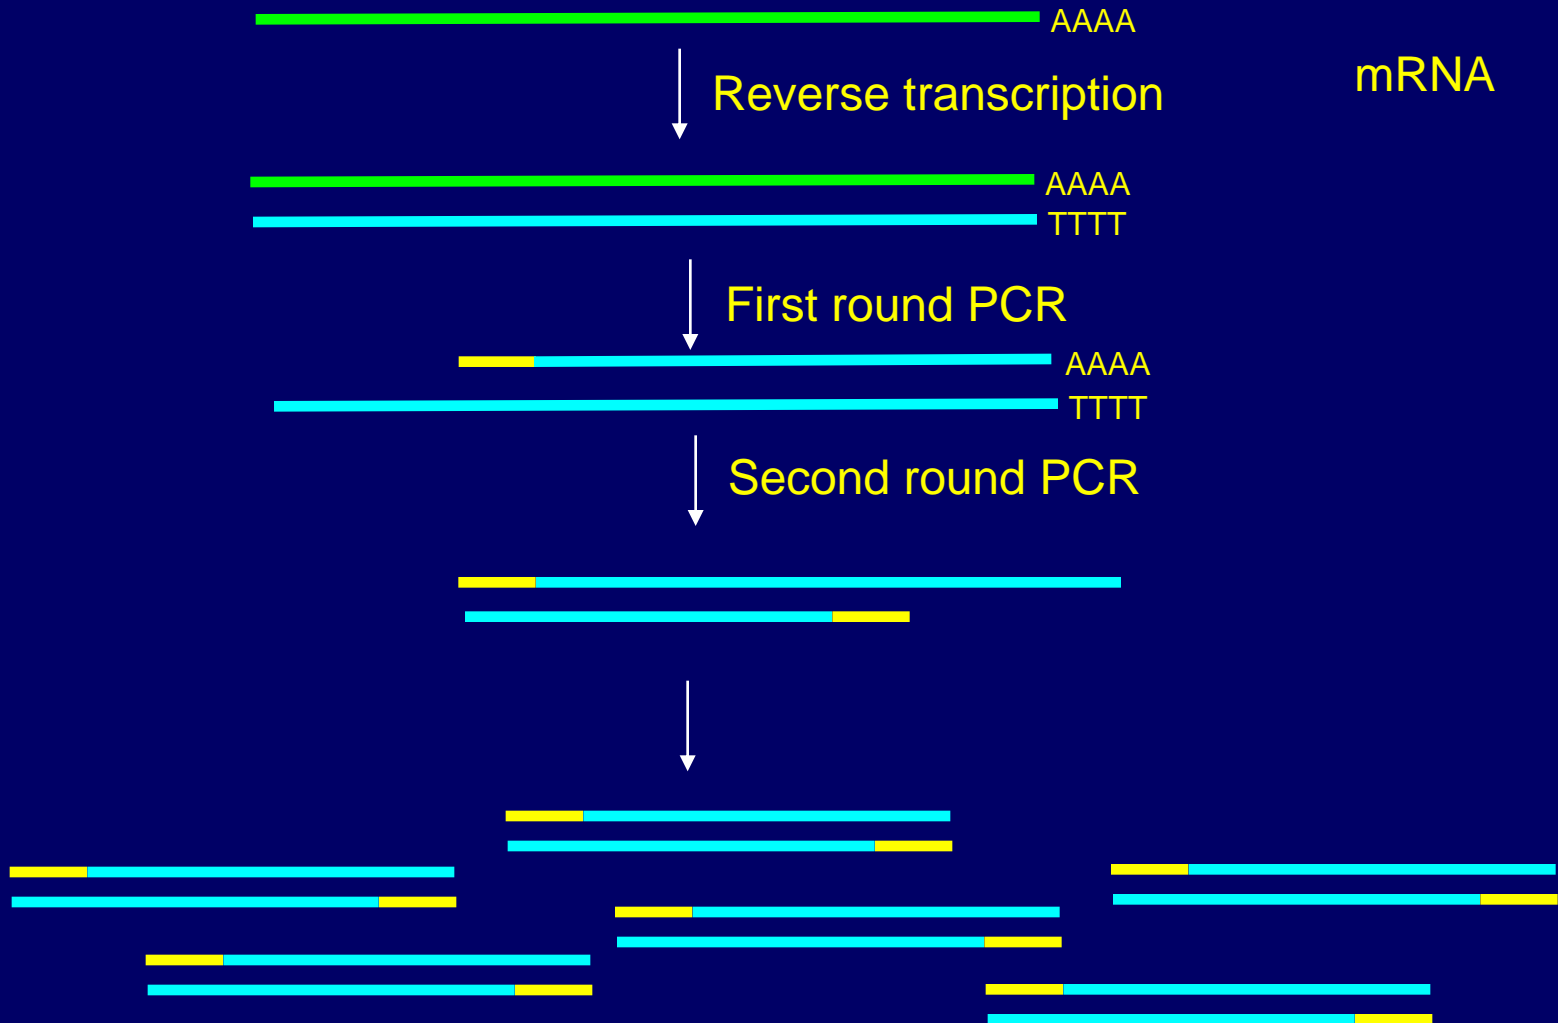 AAAA
mRNA
Reverse transcription
AAAA
TTTT
First round PCR
AAAA
TTTT
Second round PCR